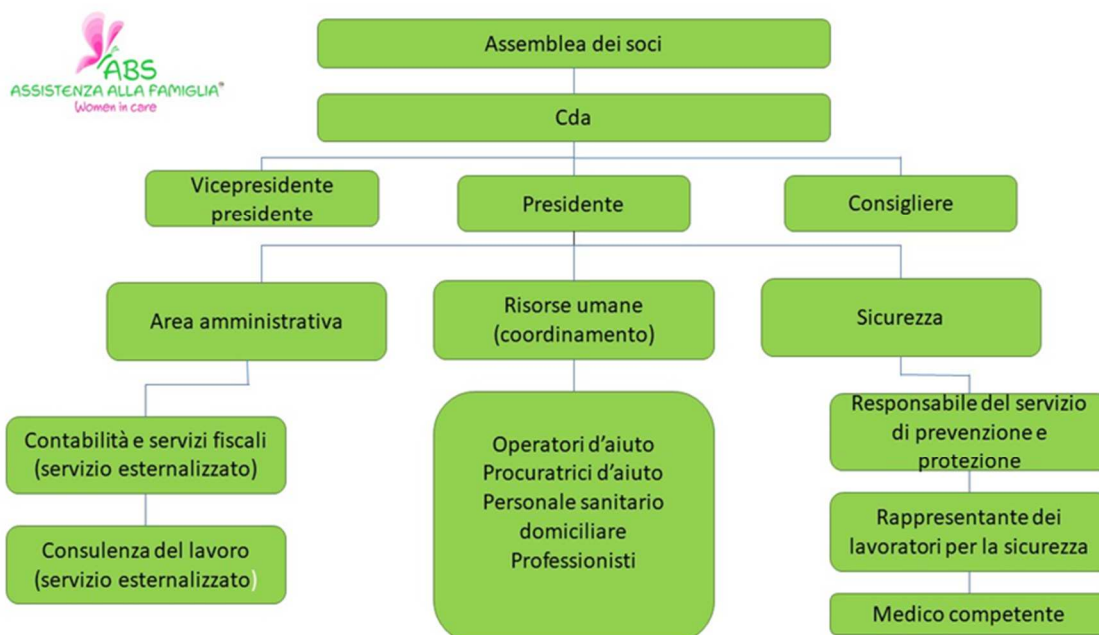 ABS
ASSISTENZA ALLA FAMIGLIA®
Women in care
Assemblea dei soci
Cda
Vicepresidente
presidente
Presidente
Consigliere
Area amministrativa
Risorse umane
(coordinamento)
Sicurezza
Contabilità e servizi fiscali
(servizio esternalizzato)
Consulenza del lavoro
(servizio esternalizzato)
Operatori d’aiuto
Procuratrici d’aiuto
Personale sanitario
domiciliare
Professionisti
Responsabile del servizio
di prevenzione e
protezione
Rappresentante dei
lavoratori per la sicurezza
Medico competente